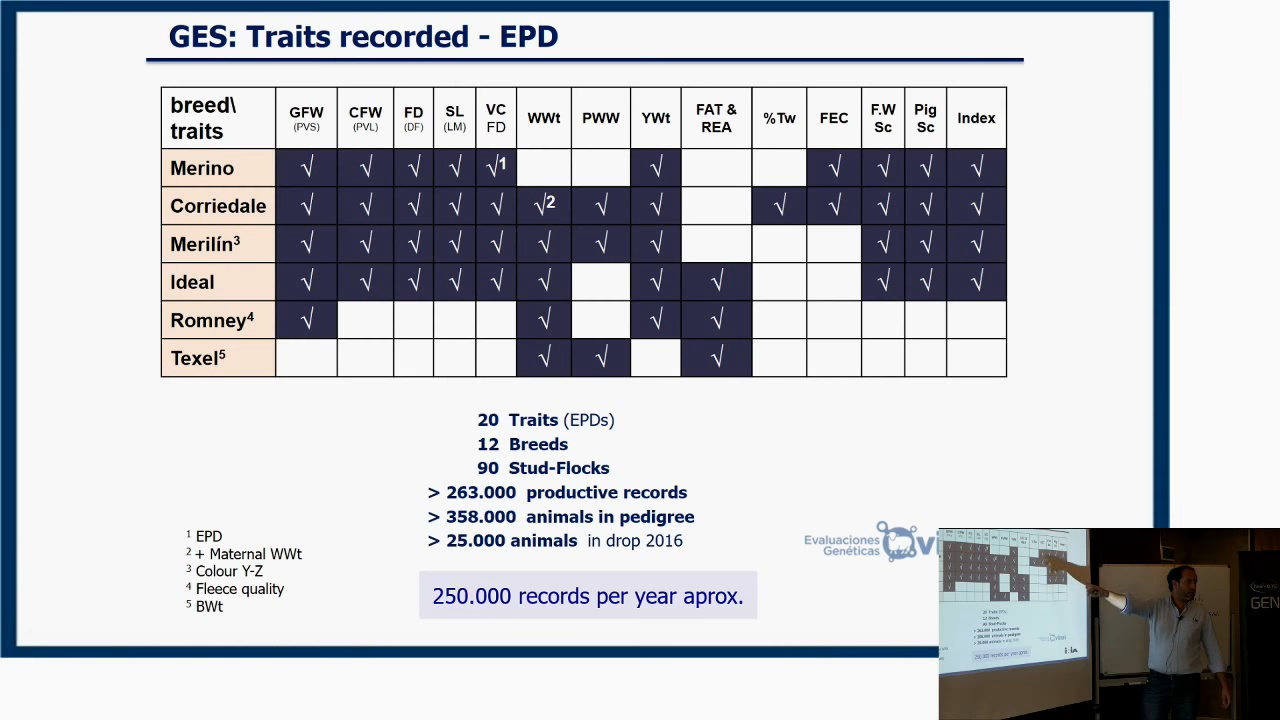 GES: Traits recorded - EPD
breed\ traits GFW (PVS) CFW (PVL) FD (DF) SL (LM) VC FD WWt PWW YWt FAT & REA %Tw FEC F.W Sc Pig Sc Index
Merino √ √ √ √ √1 √ √ √ √ √
Corriedale √ √ √ √ √ √2 √ √ √ √ √ √ √
Merilín3 √ √ √ √ √ √ √ √ √ √ √
Ideal √ √ √ √ √ √ √ √ √ √ √
Romney4 √ √ √ √
Texel5 √ √ √
20 Traits (EPDs)
12 Breeds
90 Stud-Flocks
> 263.000 productive records
> 358.000 animals in pedigree
> 25.000 animals in drop 2016
250.000 records per year aprox.
1 EPD
2 + Maternal WWt
3 Colour Y-Z
4 Fleece quality
5 BWt
Evaluaciones
Genéticas
GEN